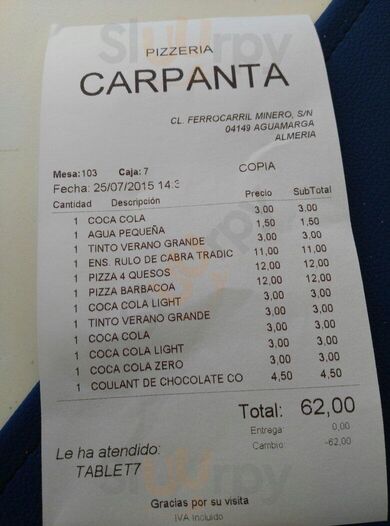 Sluurpy
PIZZERIA
CARPANTA
CL. FERROCARRIL MINERO, S/N
04149 AGUAMARGA
ALMERIA
Mesa: 103 Caja: 7 COPIA
Fecha: 25/07/2015 14:3
Cantidad Descripción Precio SubTotal
1 COCA COLA 3,00 3,00
1 AGUA PEQUEÑA 1,50 1,50
1 TINTO VERANO GRANDE 3,00 3,00
1 ENS. RULO DE CABRA TRADIC 11,00 11,00
1 PIZZA 4 QUESOS 12,00 12,00
1 PIZZA BARBACOA 12,00 12,00
1 COCA COLA LIGHT 3,00 3,00
1 TINTO VERANO GRANDE 3,00 3,00
1 COCA COLA 3,00 3,00
1 COCA COLA LIGHT 3,00 3,00
1 COCA COLA ZERO 3,00 3,00
1 COULANT DE CHOCOLATE CO 4,50 4,50
Total: 62,00
Entrega: 0,00
Cambio: -62,00
Le ha atendido:
TABLET7
Sluurpy
Gracias por su visita
IVA Incluido